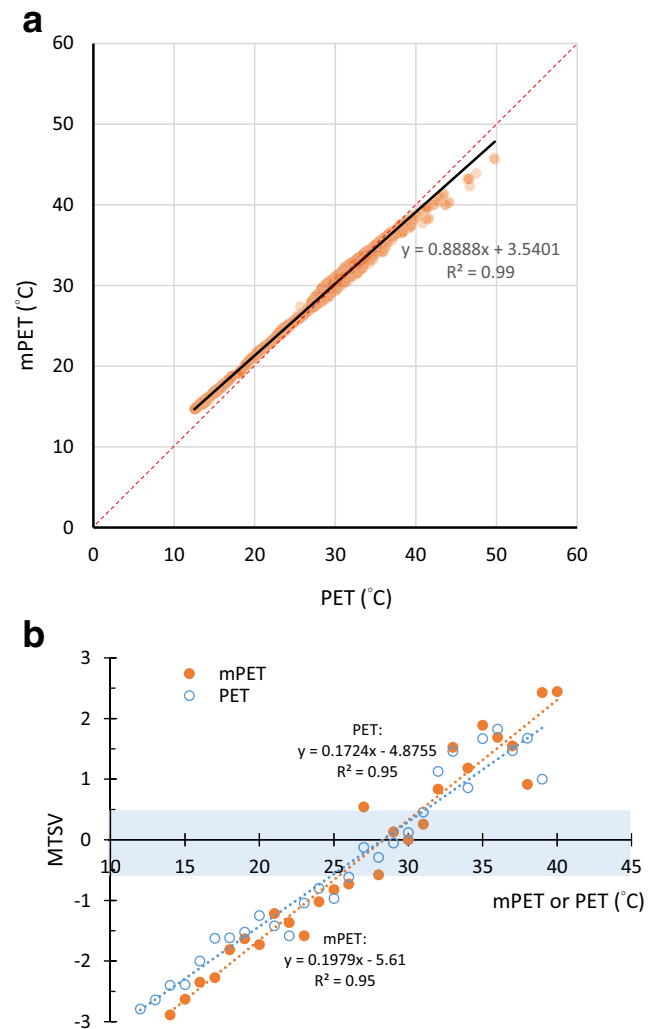 a
60
50
40
30
20
10
0
mPET (°C)
y = 0.8888x + 3.5401
R² = 0.99
0 10 20 30 40 50 60
PET (°C)
b
3
2
1
0
-1
-2
-3
MTSV
mPET
PET
PET:
y = 0.1724x - 4.8755
R² = 0.95
10 15 20 25 30 35 40 45
mPET or PET (°C)
mPET:
y = 0.1979x - 5.61
R² = 0.95